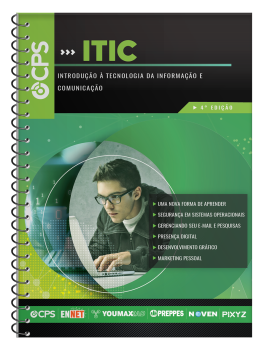 CPS
>>> ITIC
INTRODUÇÃO À TECNOLOGIA DA INFORMAÇÃO E
COMUNICAÇÃO
4ª EDIÇÃO
UMA NOVA FORMA DE APRENDER
SEGURANÇA EM SISTEMAS OPERACIONAIS
GERENCIANDO SEU E-MAIL E PESQUISAS
PRESENÇA DIGITAL
DESENVOLVIMENTO GRÁFICO
MARKETING PESSOAL
CPS ENNET YOUMAX PREPPES NOVEN PIXYZ